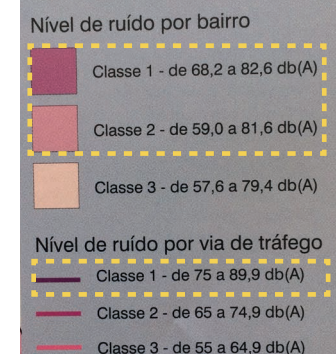 Nível de ruído por bairro
Classe 1 - de 68,2 a 82,6 db(A)
Classe 2 - de 59,0 a 81,6 db(A)
Classe 3 - de 57,6 a 79,4 db(A)
Nível de ruído por via de tráfego
Classe 1 - de 75 a 89,9 db(A)
Classe 2 - de 65 a 74,9 db(A)
Classe 3 - de 55 a 64,9 db(A)